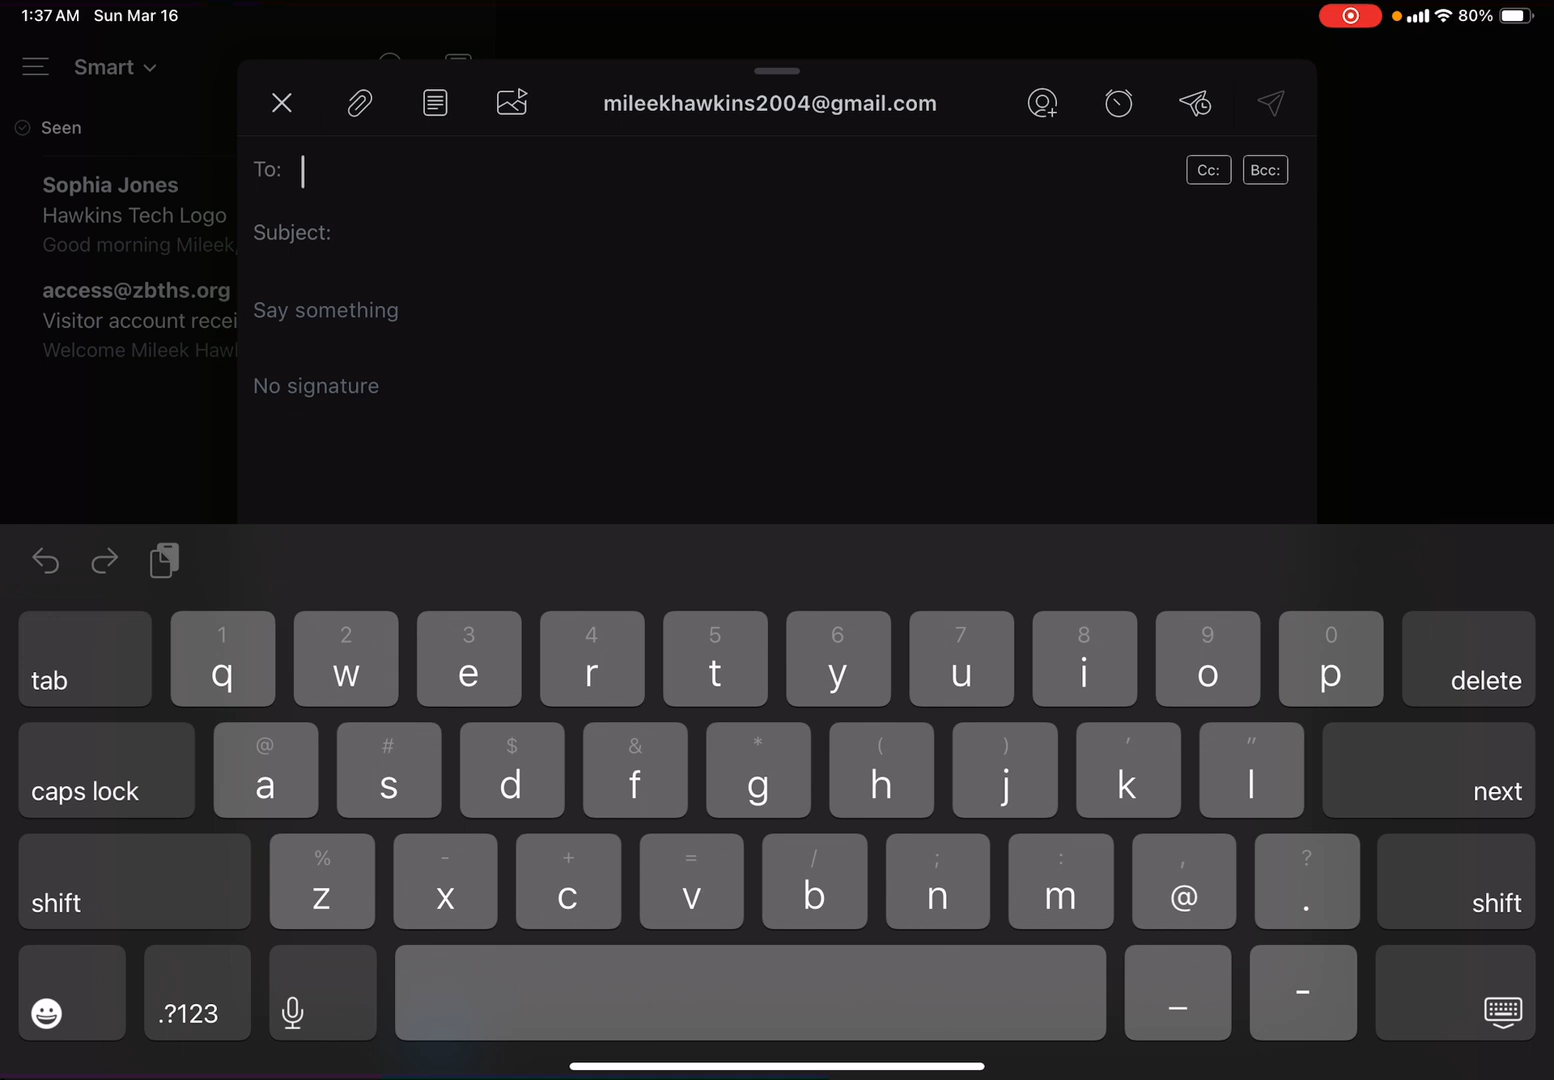 1:37 AM Sun Mar 16
80%
Smart
mileekhawkins2004@gmail.com
Seen
To:
Cc:
Bcc:
Sophia Jones
Hawkins Tech Logo
Good morning Mileek,
Subject:
access@zbths.org
Visitor account recei
Welcome Mileek Haw
Say something
No signature
1 2 3 4 5 6 7 8 9 0
tab q w e r t y u i o p delete
@ # $ & * ( ) ' "
caps lock a s d f g h j k l next
% - + = / ; : , ?
shift z x c v b n m @ . shift
.?123 _ -